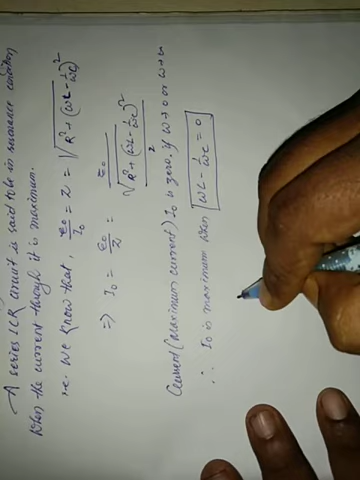 A series LCR circuit is said to be in resonance condition
when the current through it is maximum.
i.e. we know that, E₀/I₀ = Z = √(R² + (ωL - 1/ωC)²)
⇒ I₀ = E₀/Z = E₀/√(R² + (ωL - 1/ωC)²)
Current (maximum current) I₀ is zero, if ω→0 or ω→
∴ I₀ is maximum when ωL - 1/ωC = 0